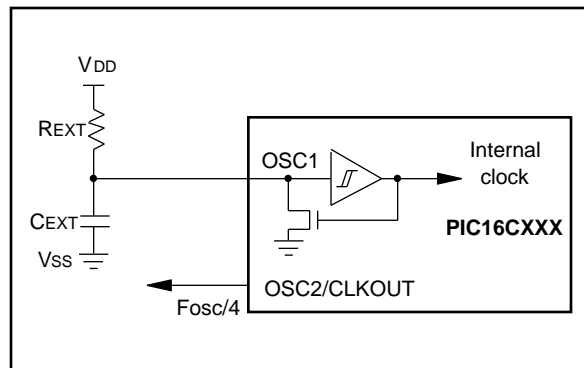 VDD
REXT
OSC1
Internal
clock
CEXT
PIC16CXXX
VSS
OSC2/CLKOUT
Fosc/4